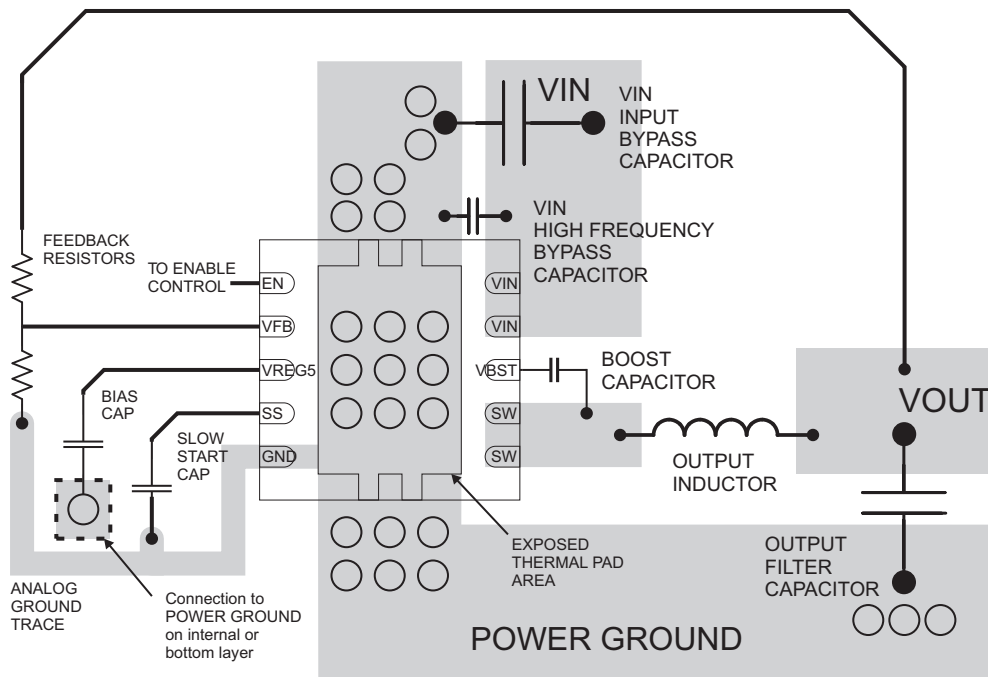 VIN
VIN
INPUT
BYPASS
CAPACITOR
VIN
HIGH FREQUENCY
BYPASS
CAPACITOR
FEEDBACK
RESISTORS
TO ENABLE
CONTROL
EN
VFB
VREG5
SS
GND
VIN
VIN
VBST
SW
SW
BIAS
CAP
SLOW
START
CAP
BOOST
CAPACITOR
VOUT
OUTPUT
INDUCTOR
EXPOSED
THERMAL PAD
AREA
OUTPUT
FILTER
CAPACITOR
ANALOG
GROUND
TRACE
Connection to
POWER GROUND
on internal or
bottom layer
POWER GROUND